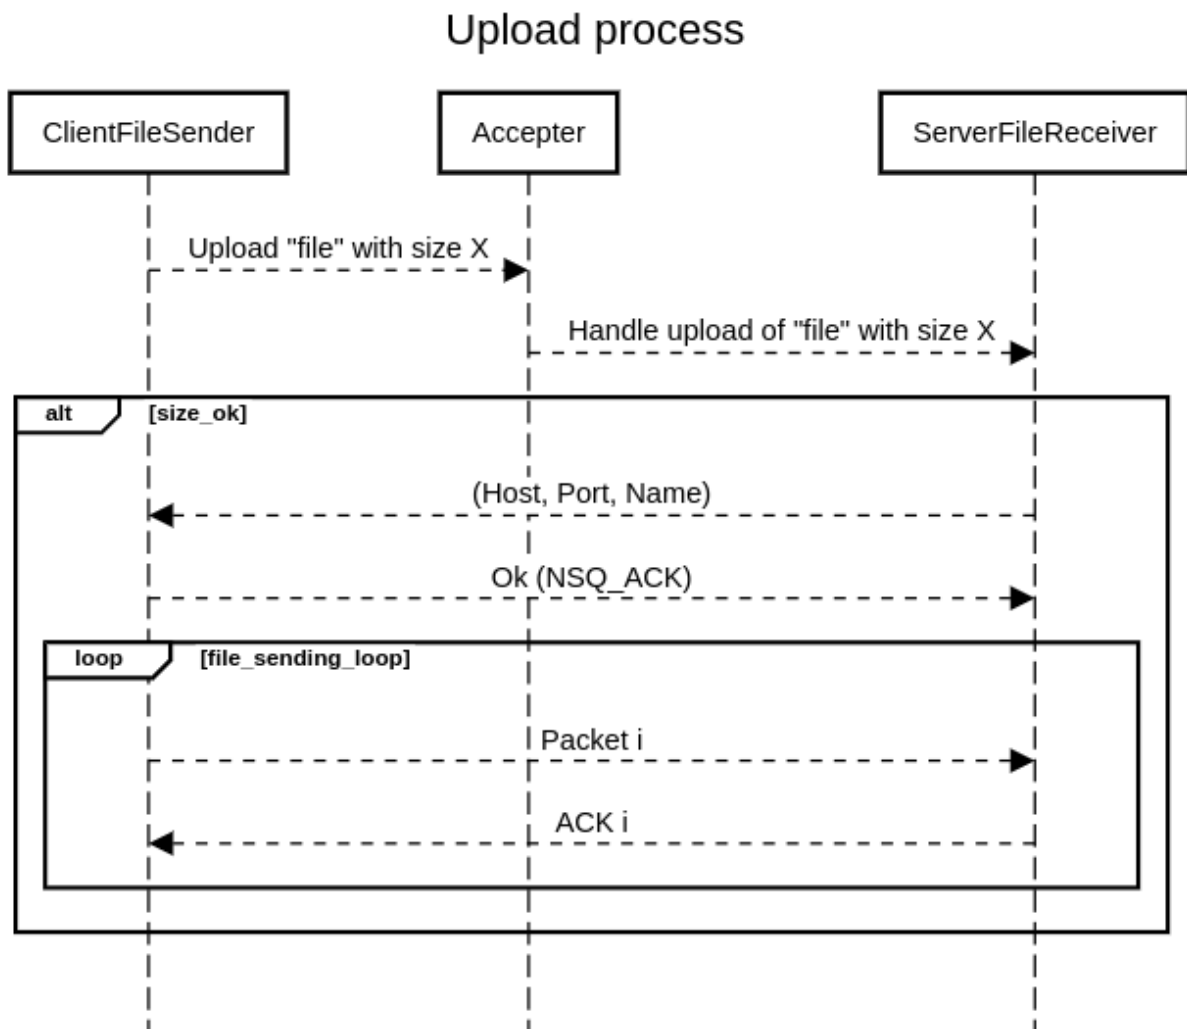 Upload process
ClientFileSender
Accepter
ServerFileReceiver
Upload "file" with size X
Handle upload of "file" with size X
alt
[size_ok]
(Host, Port, Name)
Ok (NSQ_ACK)
loop
[file_sending_loop]
Packet i
ACK i